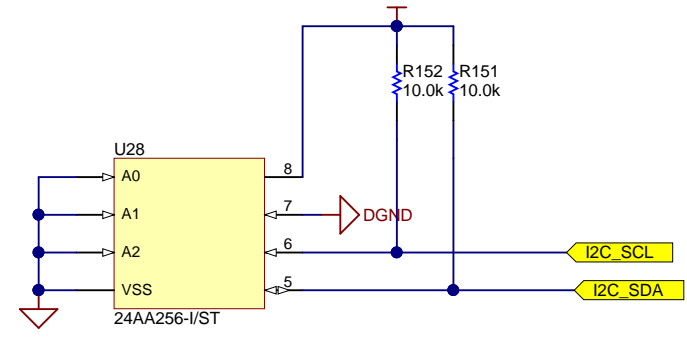 R152 R151
10.0k 10.0k
U28
A0 8
A1 7 DGND
A2 6 I2C_SCL
VSS 5 I2C_SDA
24AA256-I/ST